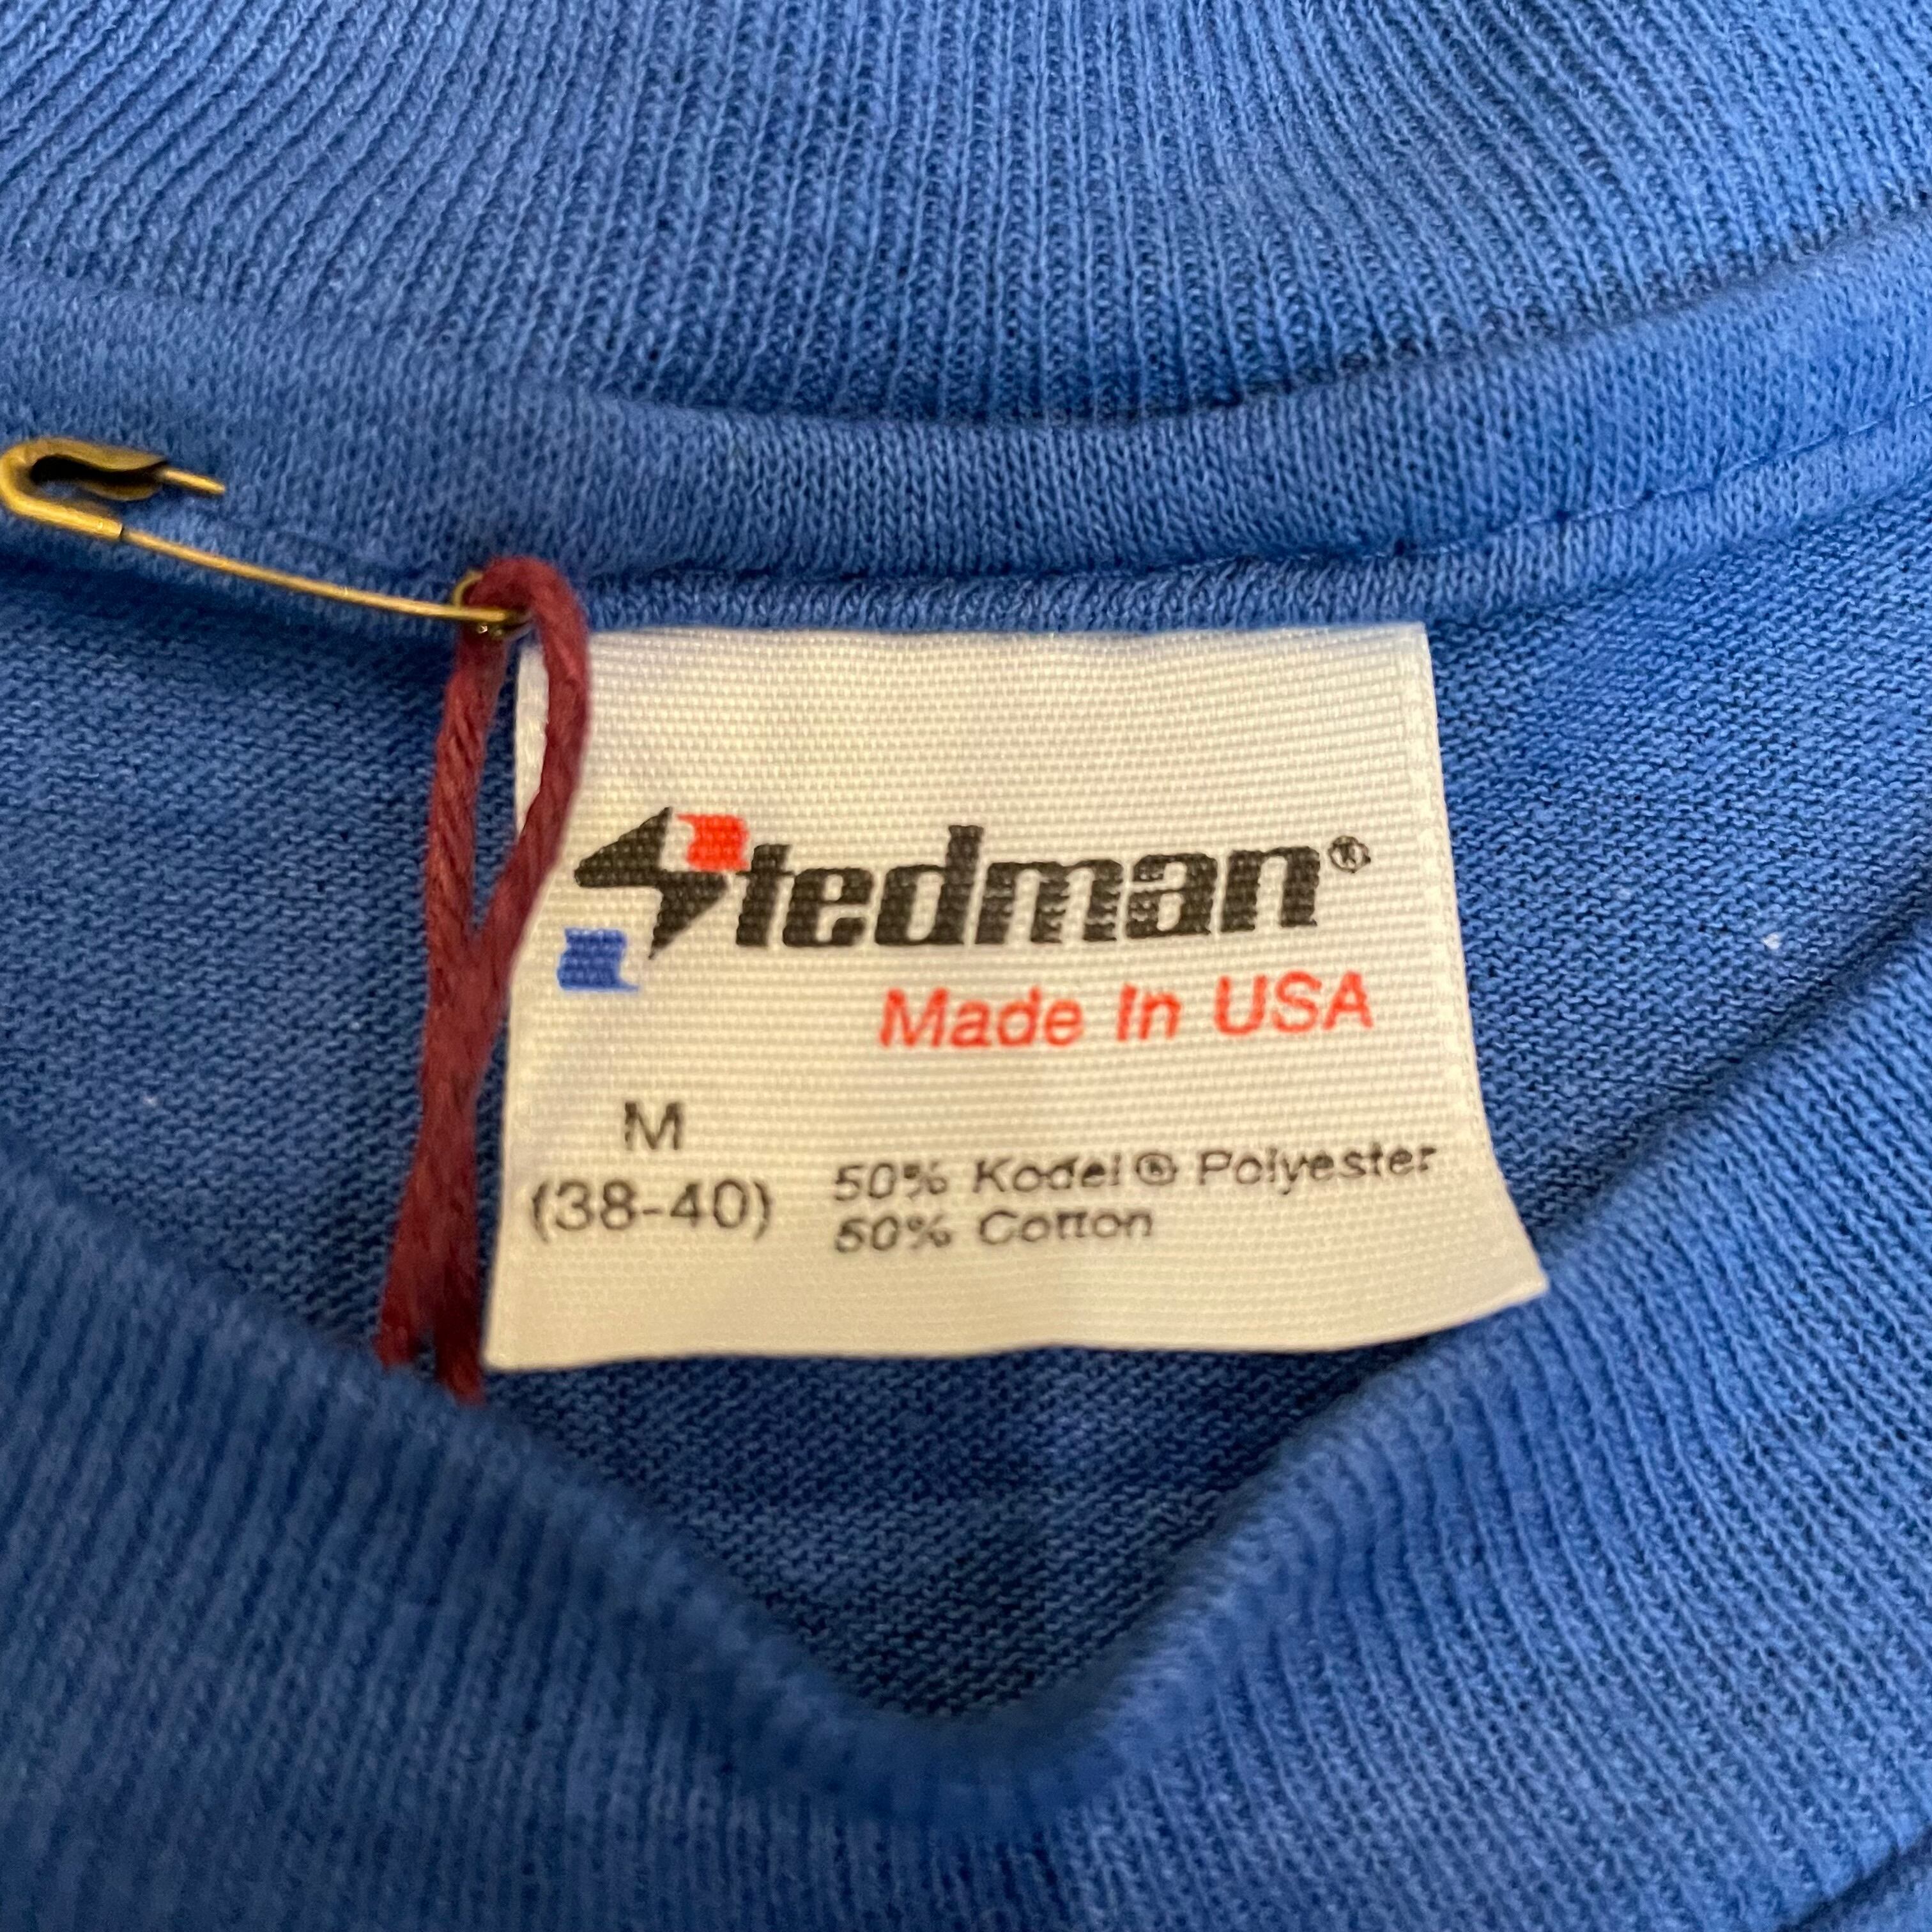 Stedman®
Made In USA
M
(38-40)
50% Kodel® Polyester
50% Cotton